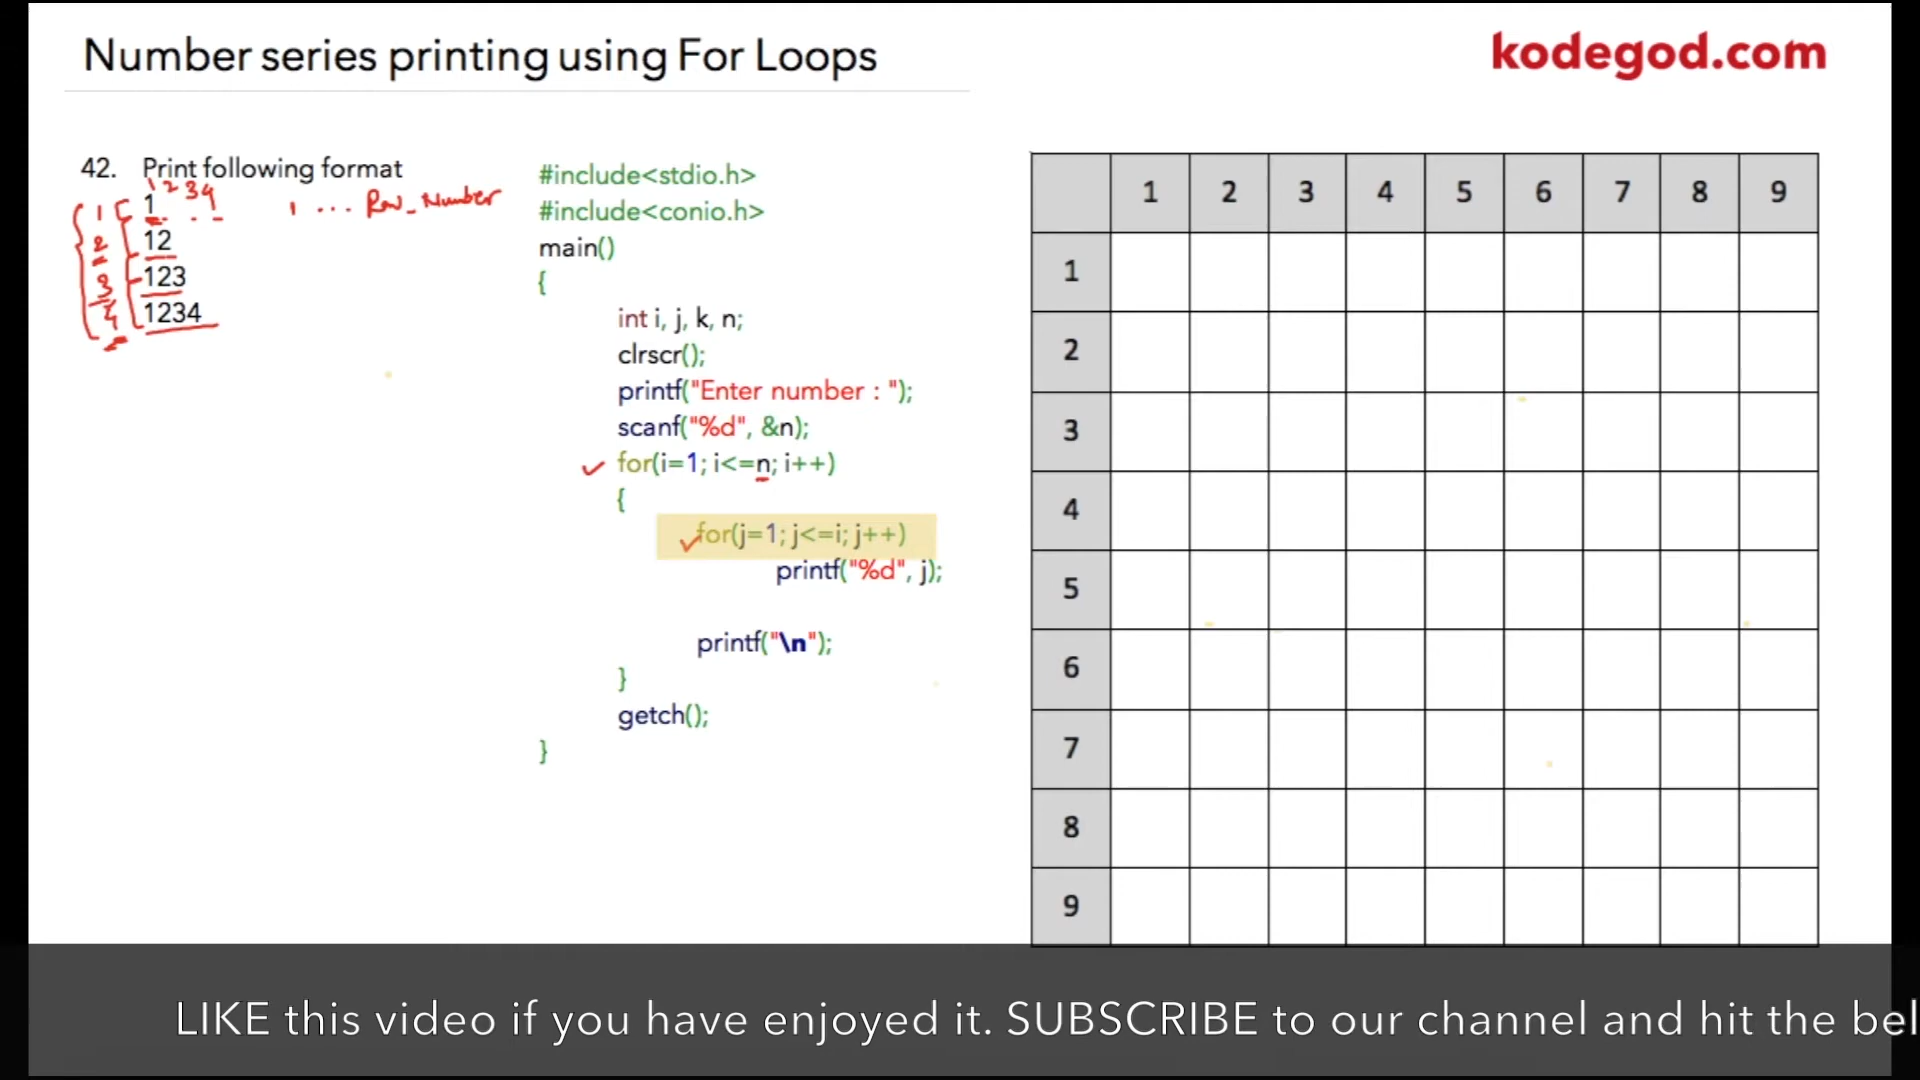 Number series printing using For Loops
kodegod.com
42. Print following format
1 2 3 4
1 1
2 12
3 123
4 1234
1 ... Row_Number
#include<stdio.h>
#include<conio.h>
main()
{
int i, j, k, n;
clrscr();
printf("Enter number : ");
scanf("%d", &n);
for(i=1; i<=n; i++)
{
for(j=1; j<=i; j++)
printf("%d", j);
printf("\n");
}
getch();
}
1 2 3 4 5 6 7 8 9
1
2
3
4
5
6
7
8
9
LIKE this video if you have enjoyed it. SUBSCRIBE to our channel and hit the bel